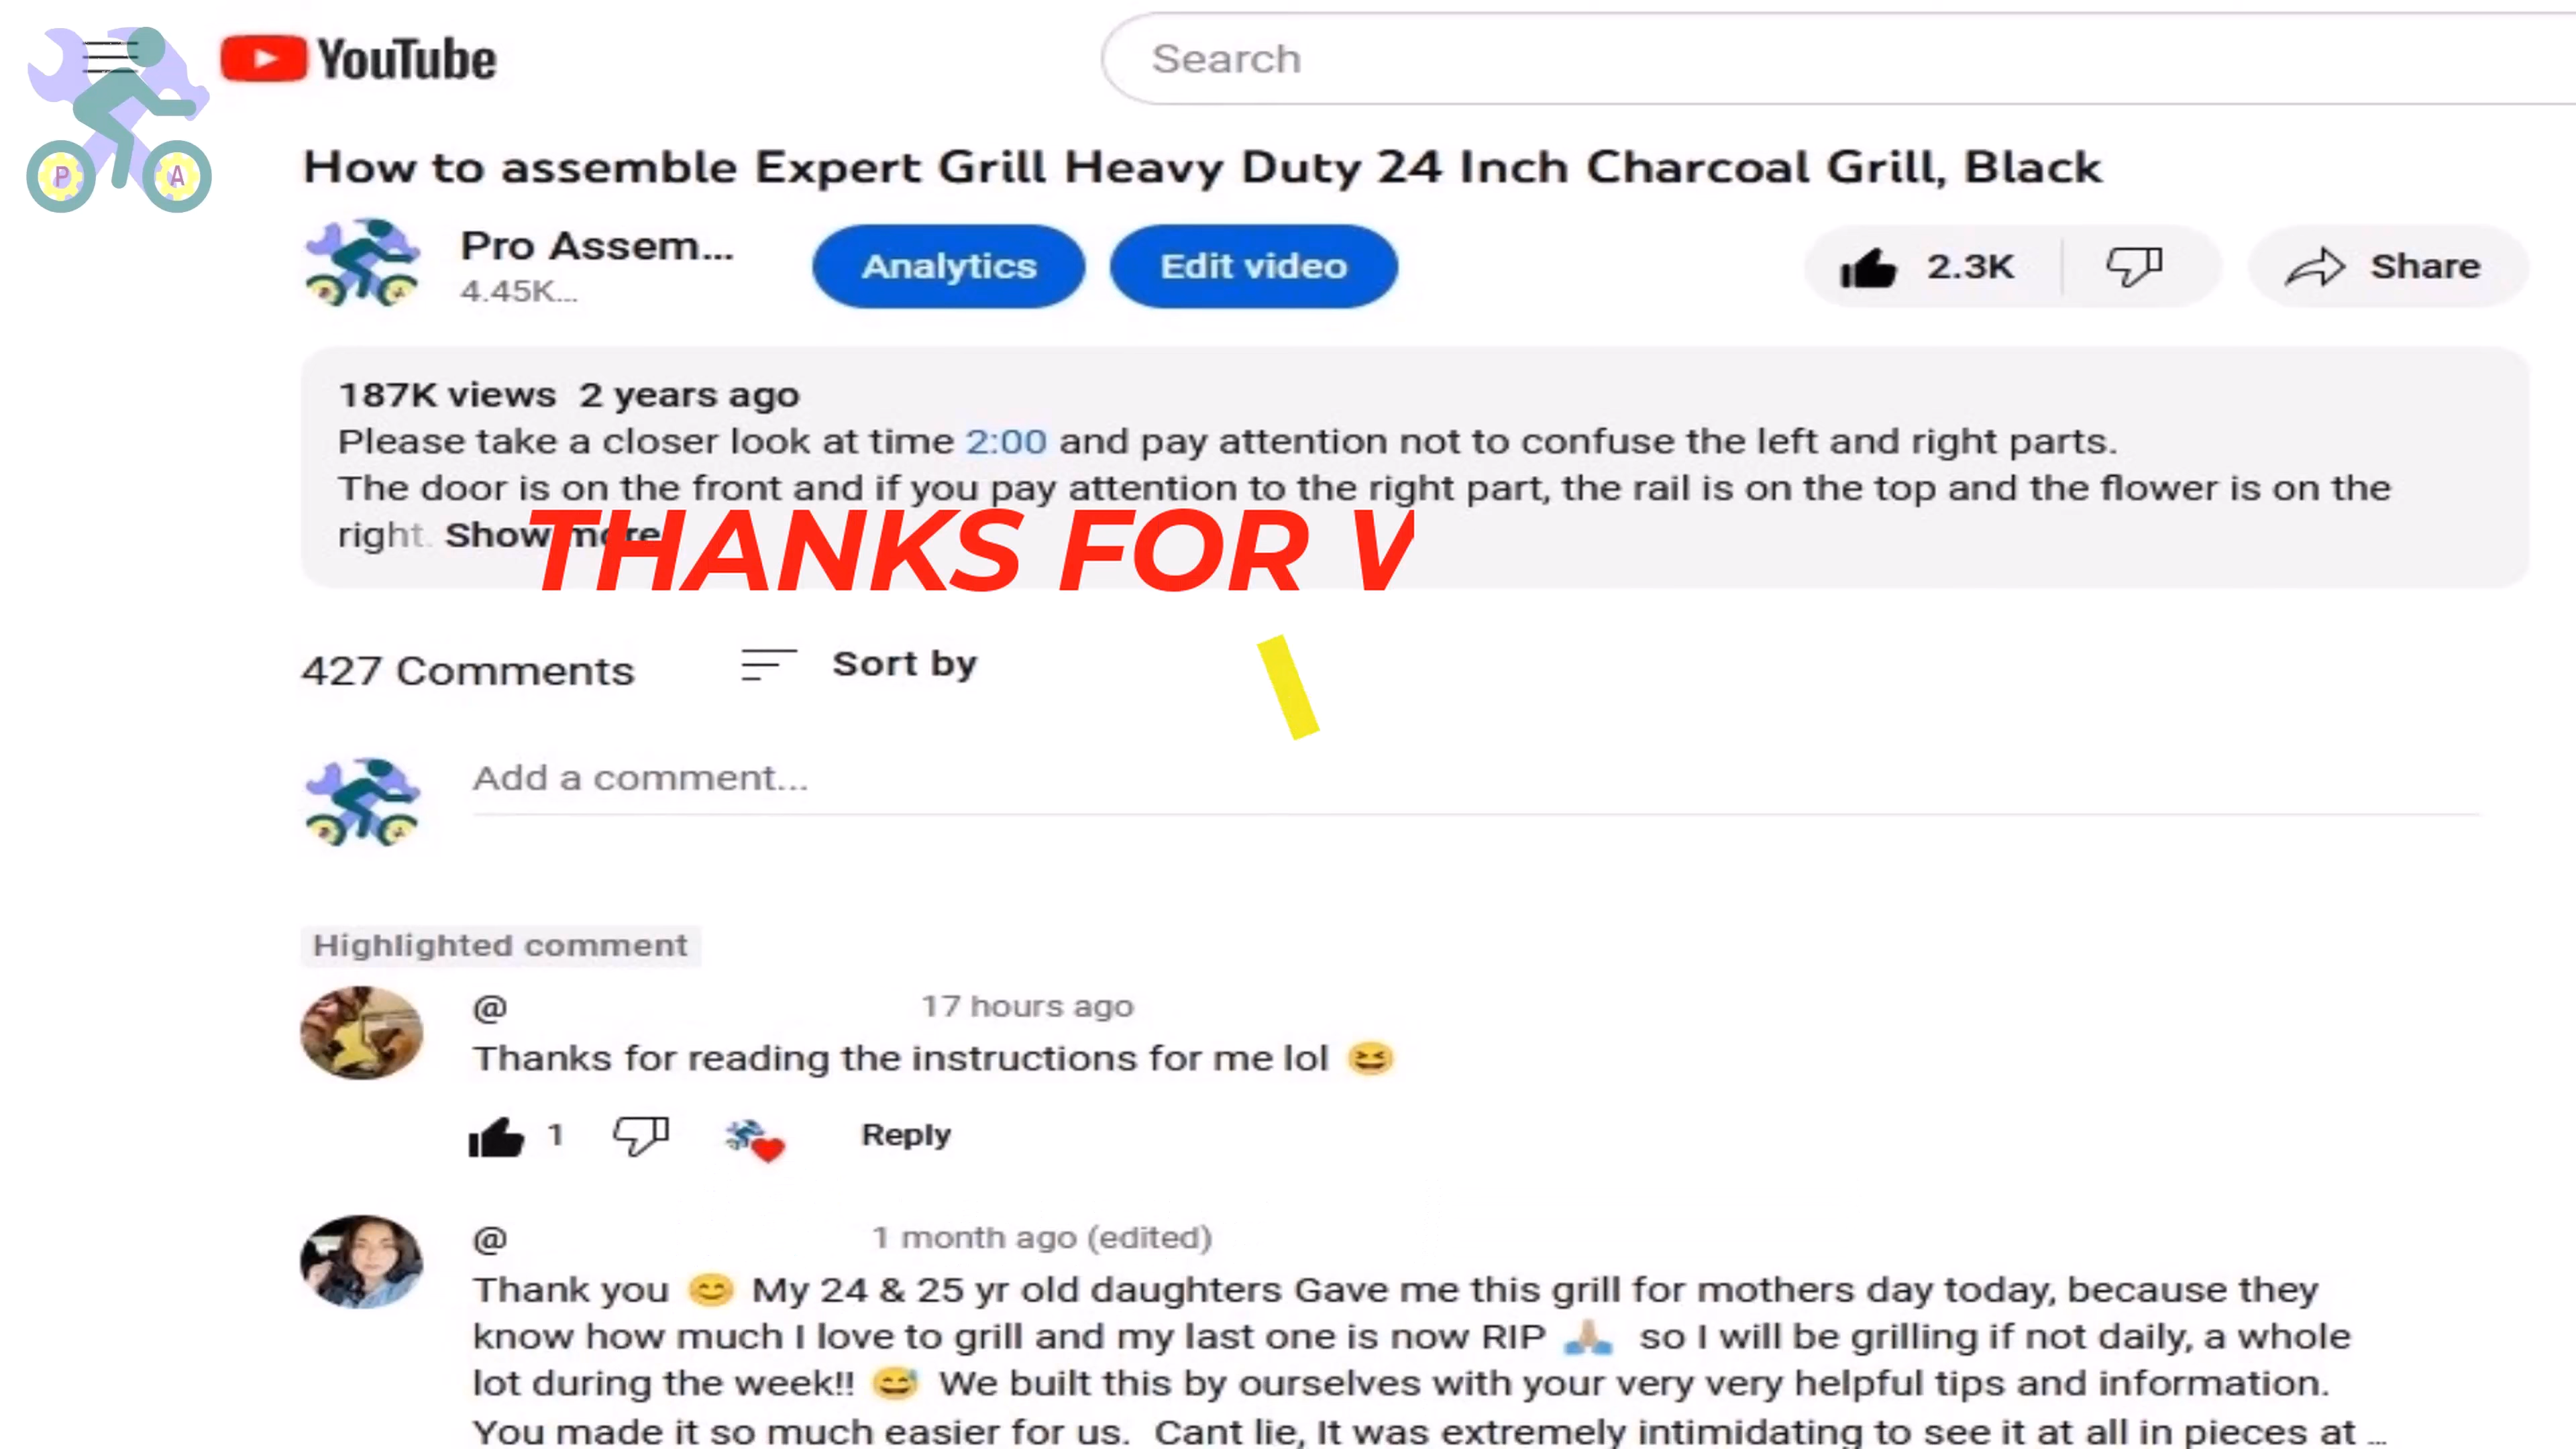 YouTube
Search
How to assemble Expert Grill Heavy Duty 24 Inch Charcoal Grill, Black
Pro Assem...
4.45K...
Analytics
Edit video
2.3K
Share
187K views 2 years ago
Please take a closer look at time 2:00 and pay attention not to confuse the left and right parts.
The door is on the front and if you pay attention to the right part, the rail is on the top and the flower is on the
right. Show more
THANKS FOR V
427 Comments
Sort by
Add a comment...
Highlighted comment
@ 17 hours ago
Thanks for reading the instructions for me lol 😆
1
Reply
@ 1 month ago (edited)
Thank you 😊 My 24 & 25 yr old daughters Gave me this grill for mothers day today, because they
know how much I love to grill and my last one is now RIP 🙏🏼 so I will be grilling if not daily, a whole
lot during the week!! 😅 We built this by ourselves with your very very helpful tips and information.
You made it so much easier for us. Cant lie, It was extremely intimidating to see it at all in pieces at ...
P A